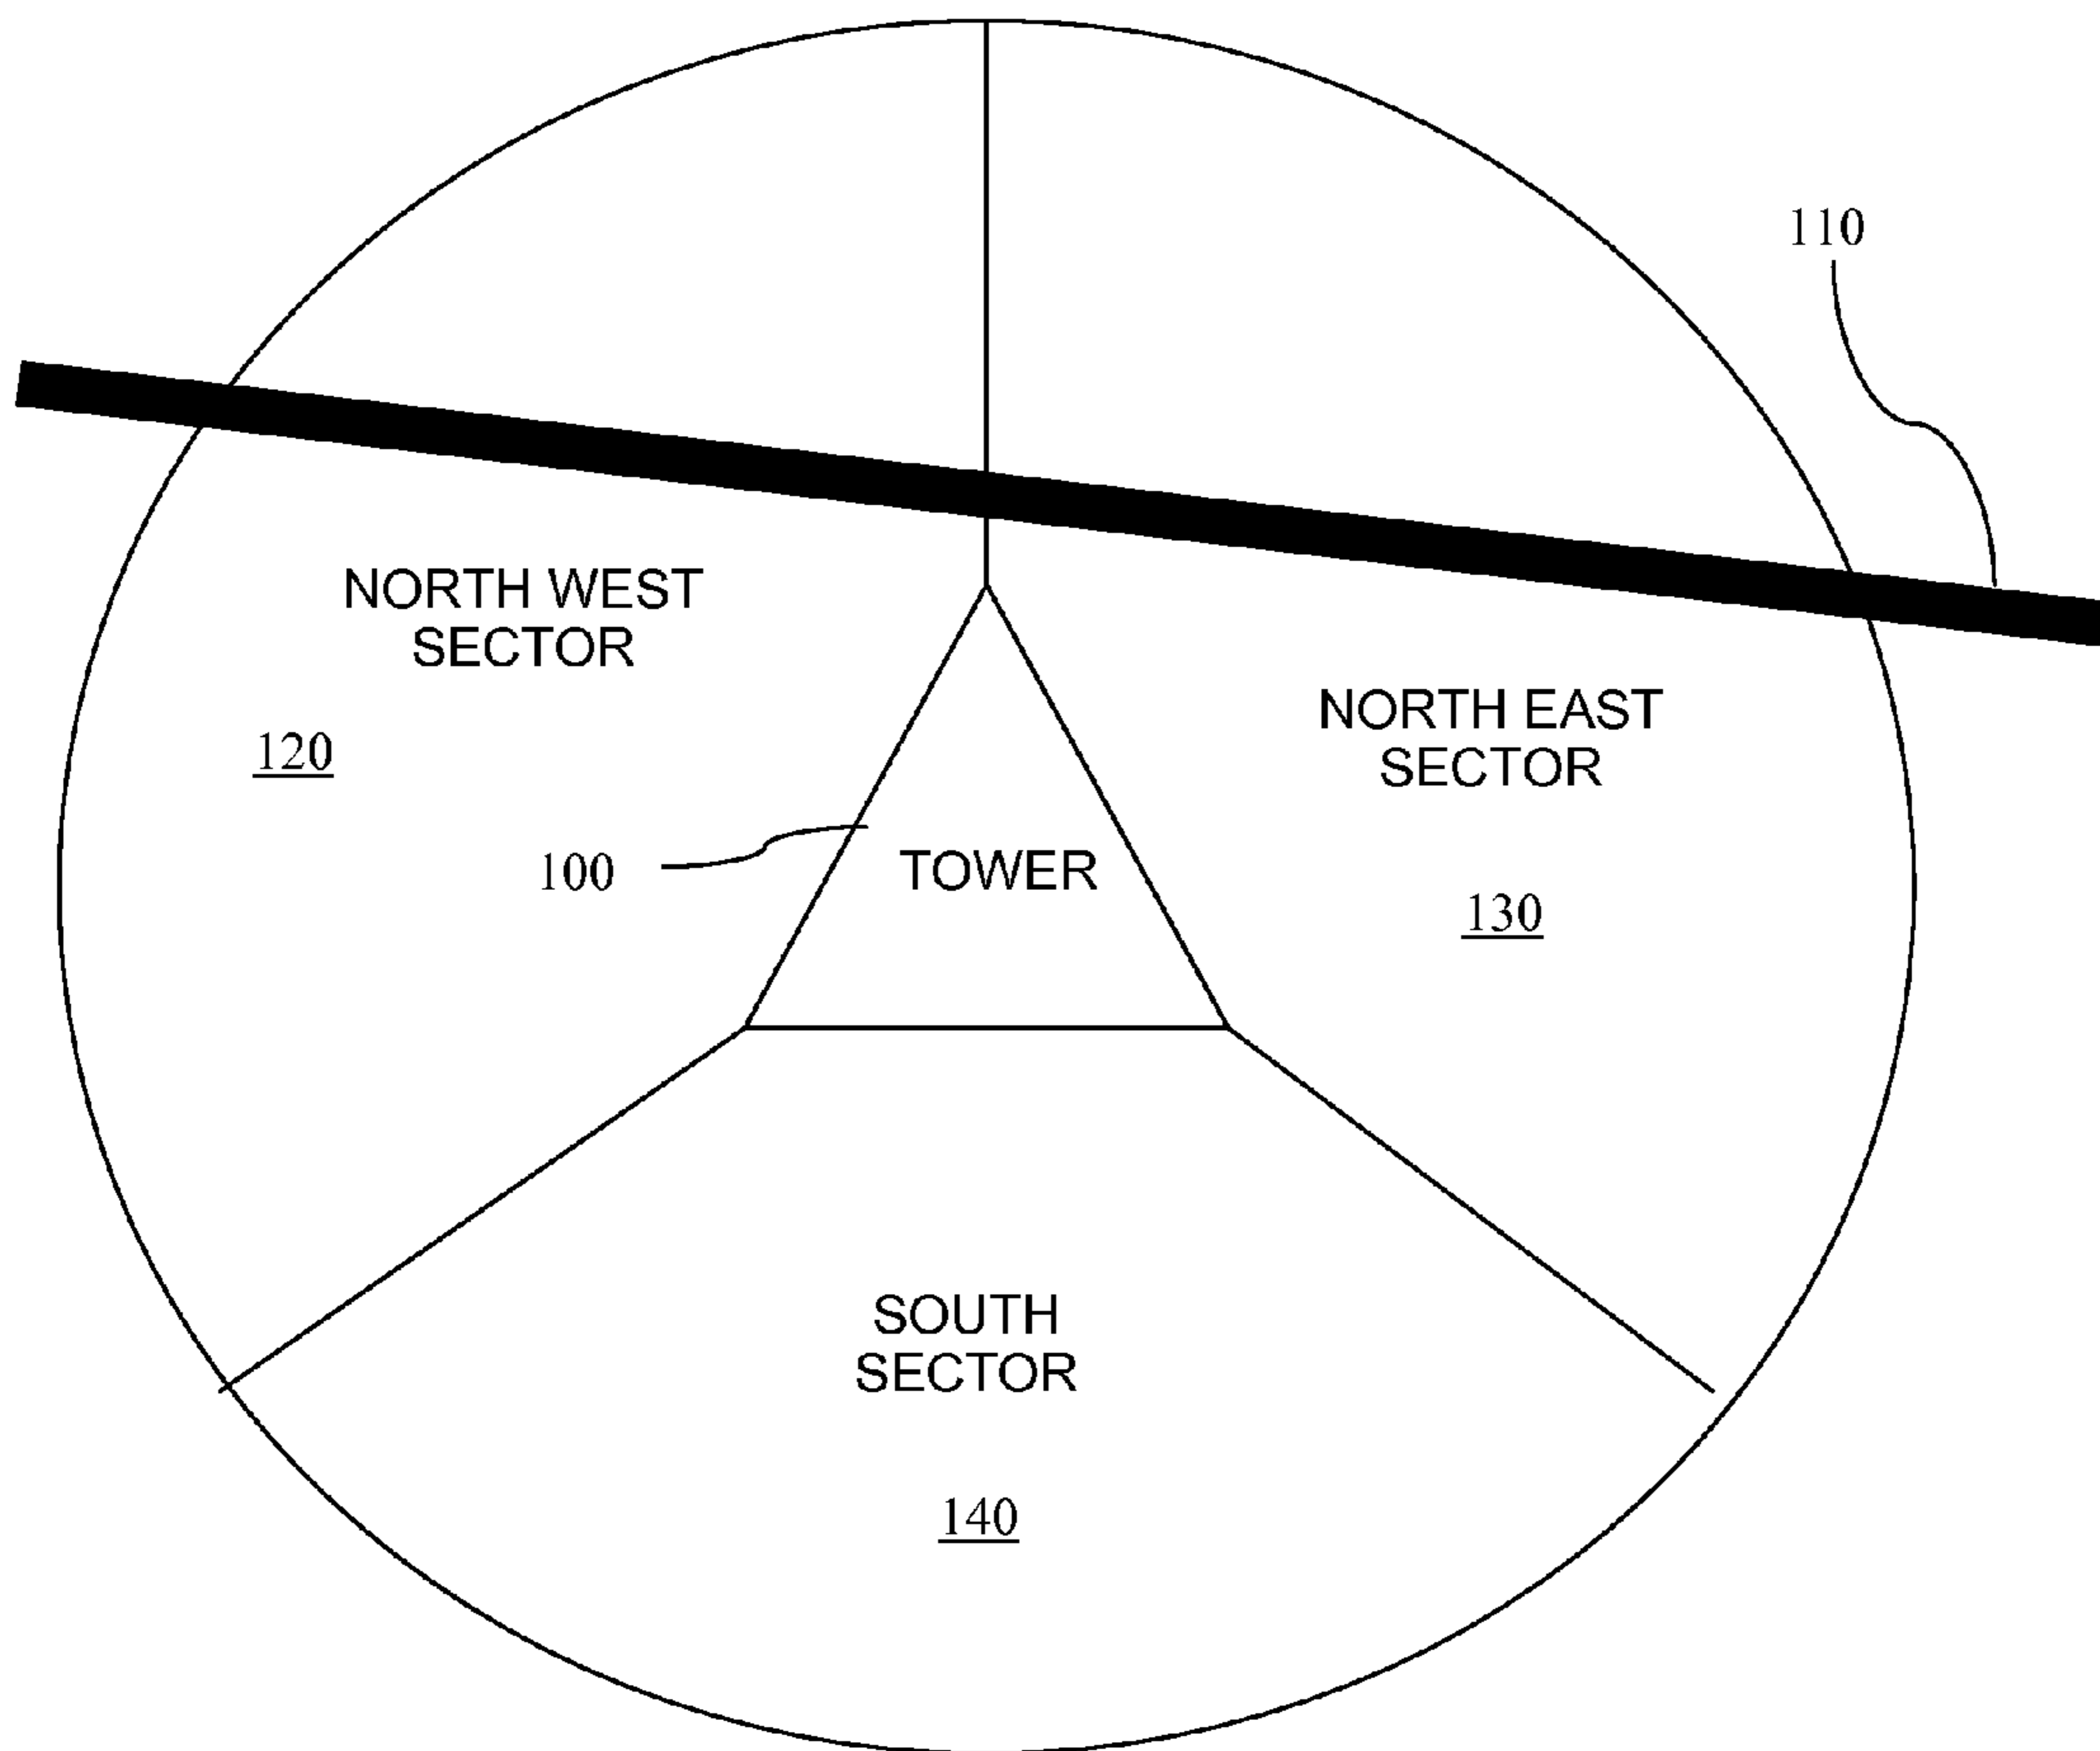 110
NORTH WEST
SECTOR
120
NORTH EAST
SECTOR
130
100
TOWER
SOUTH
SECTOR
140